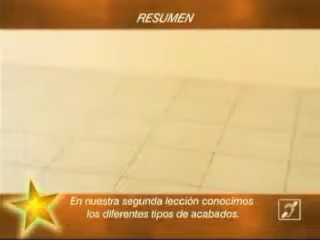 RESUMEN
En nuestra segunda lección conocimos
los diferentes tipos de acabados.